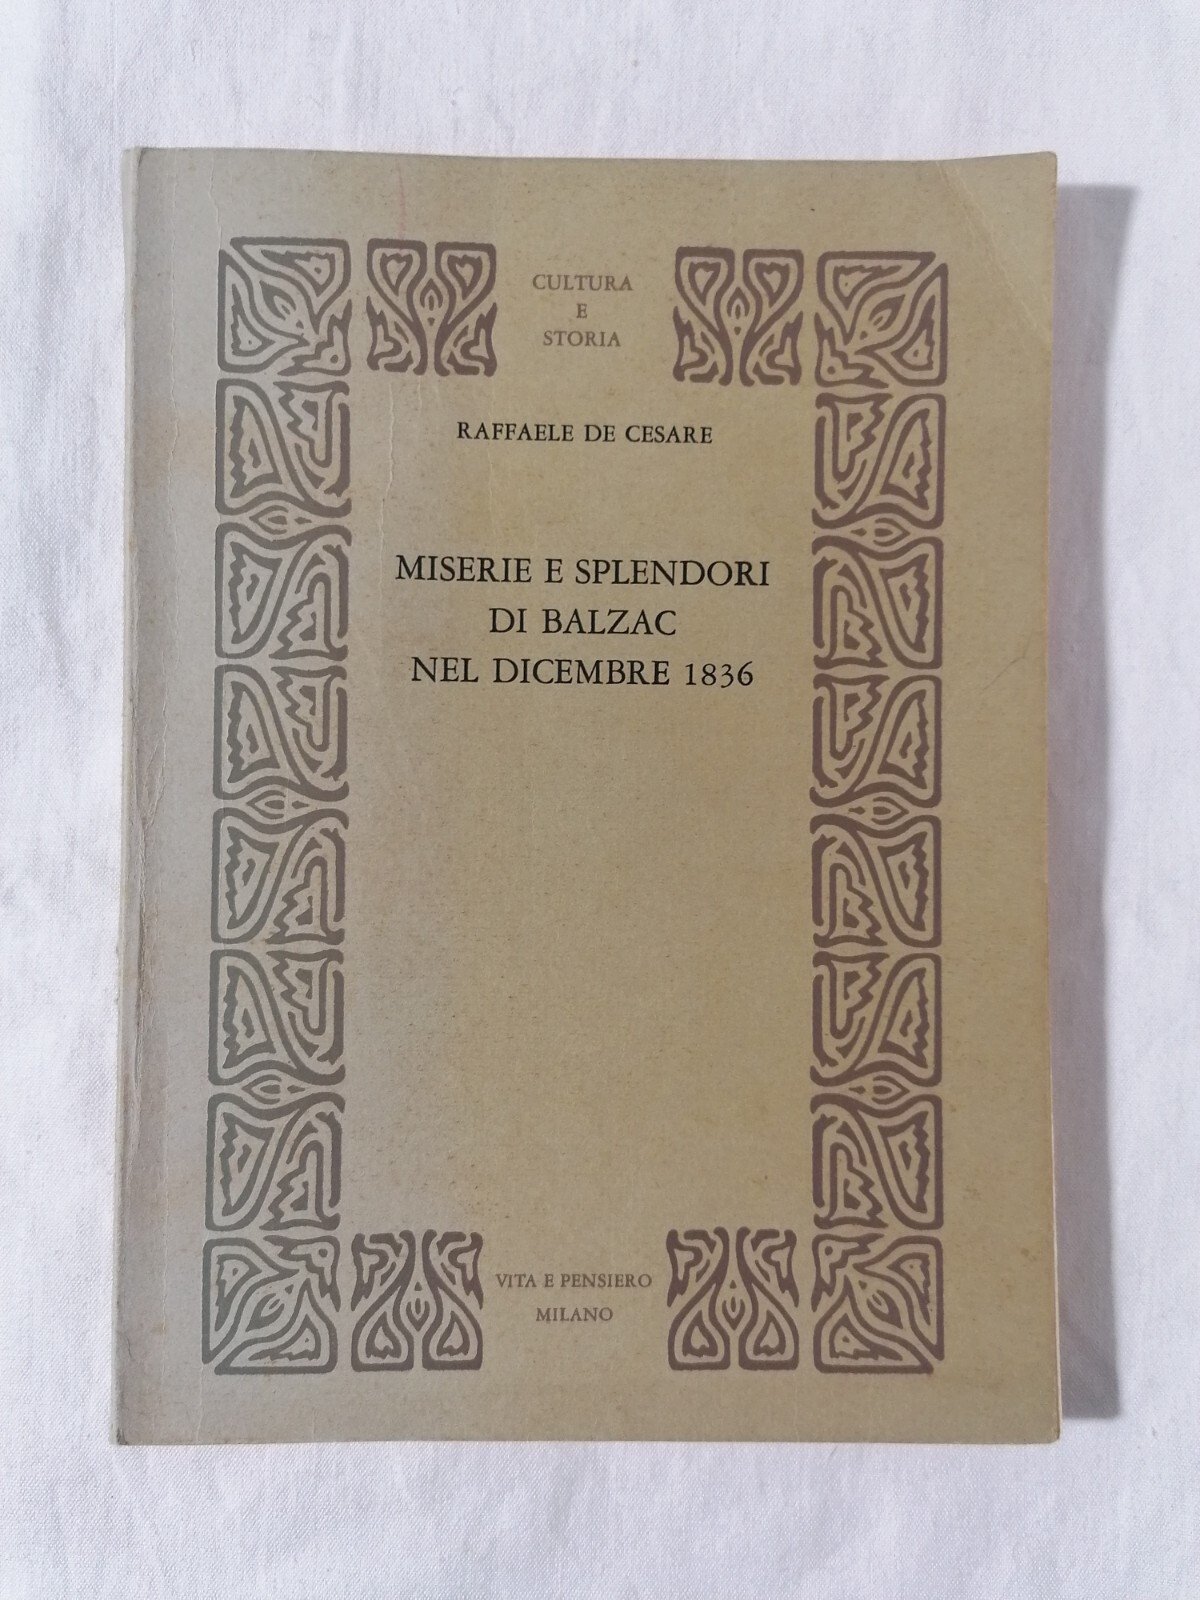 CULTURA
E
STORIA
RAFFAELE DE CESARE
MISERIE E SPLENDORI
DI BALZAC
NEL DICEMBRE 1836
VITA E PENSIERO
MILANO